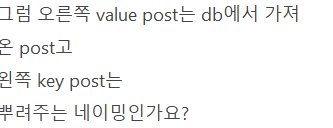 그럼 오른쪽 value post는 db에서 가져
온 post고
왼쪽 key post는
뿌려주는 네이밍인가요?